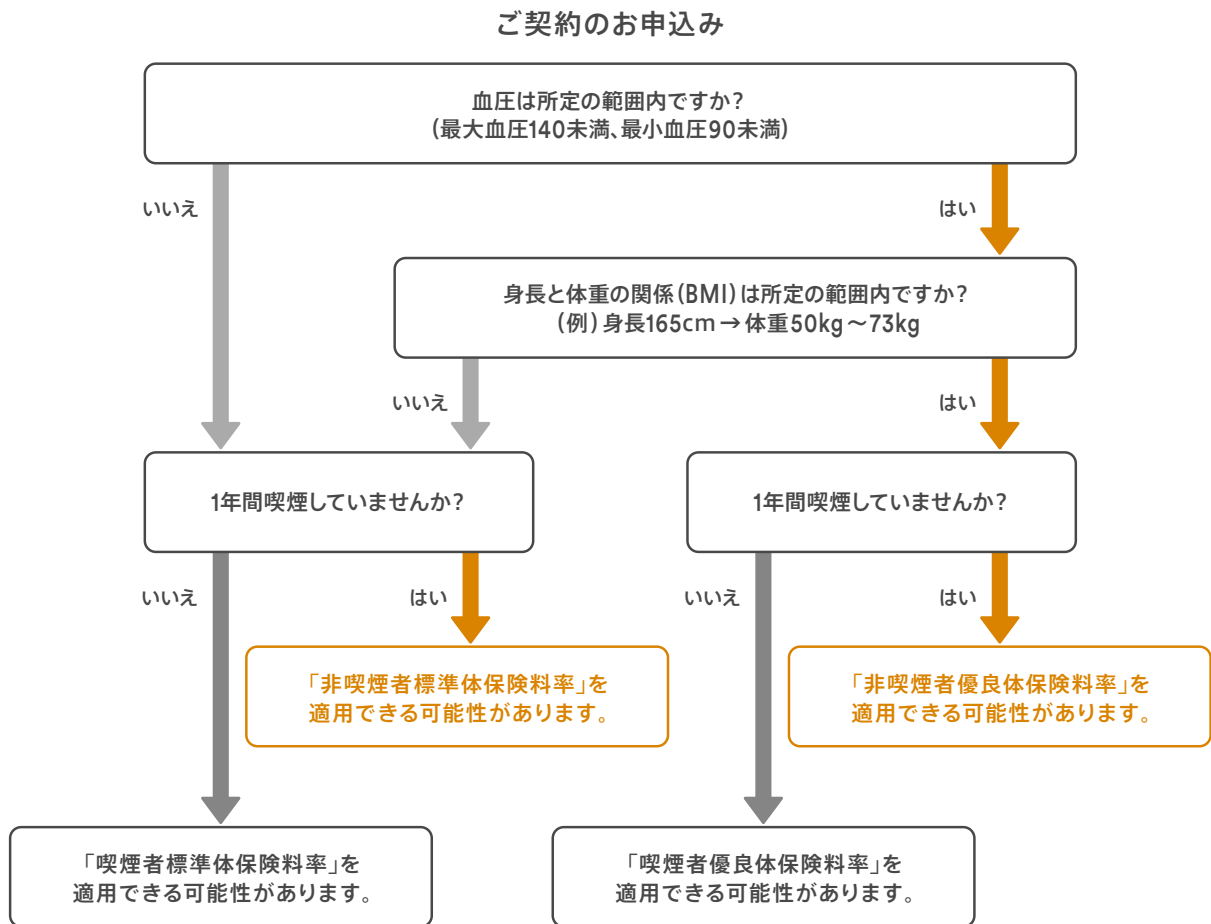 ご契約のお申込み
血圧は所定の範囲内ですか?
(最大血圧140未満、最小血圧90未満)
いいえ
はい
身長と体重の関係(BMI)は所定の範囲内ですか?
(例)身長165cm→体重50kg~73kg
いいえ
はい
1年間喫煙していませんか?
1年間喫煙していませんか?
いいえ
はい
いいえ
はい
「非喫煙者標準体保険料率」を
適用できる可能性があります。
「非喫煙者優良体保険料率」を
適用できる可能性があります。
「喫煙者標準体保険料率」を
適用できる可能性があります。
「喫煙者優良体保険料率」を
適用できる可能性があります。